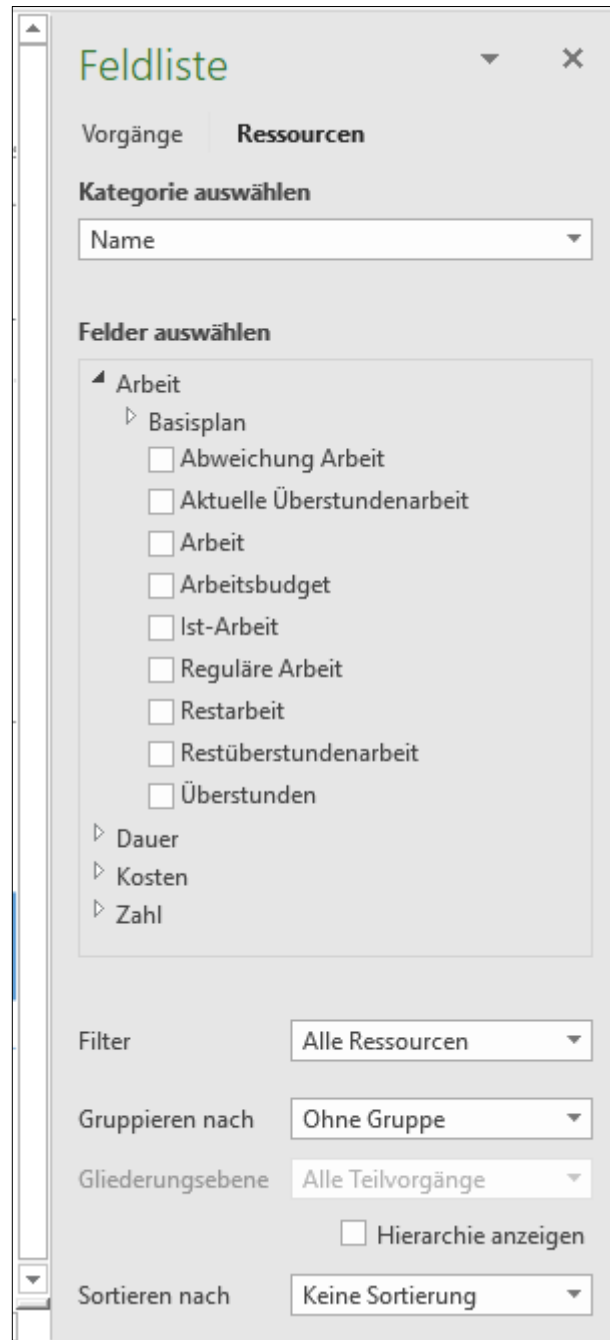 Feldliste
Vorgänge Ressourcen
Kategorie auswählen
Name
Felder auswählen
Arbeit
Basisplan
Abweichung Arbeit
Aktuelle Überstundenarbeit
Arbeit
Arbeitsbudget
Ist-Arbeit
Reguläre Arbeit
Restarbeit
Restüberstundenarbeit
Überstunden
Dauer
Kosten
Zahl
Filter Alle Ressourcen
Gruppieren nach Ohne Gruppe
Gliederungsebene Alle Teilvorgänge
Hierarchie anzeigen
Sortieren nach Keine Sortierung